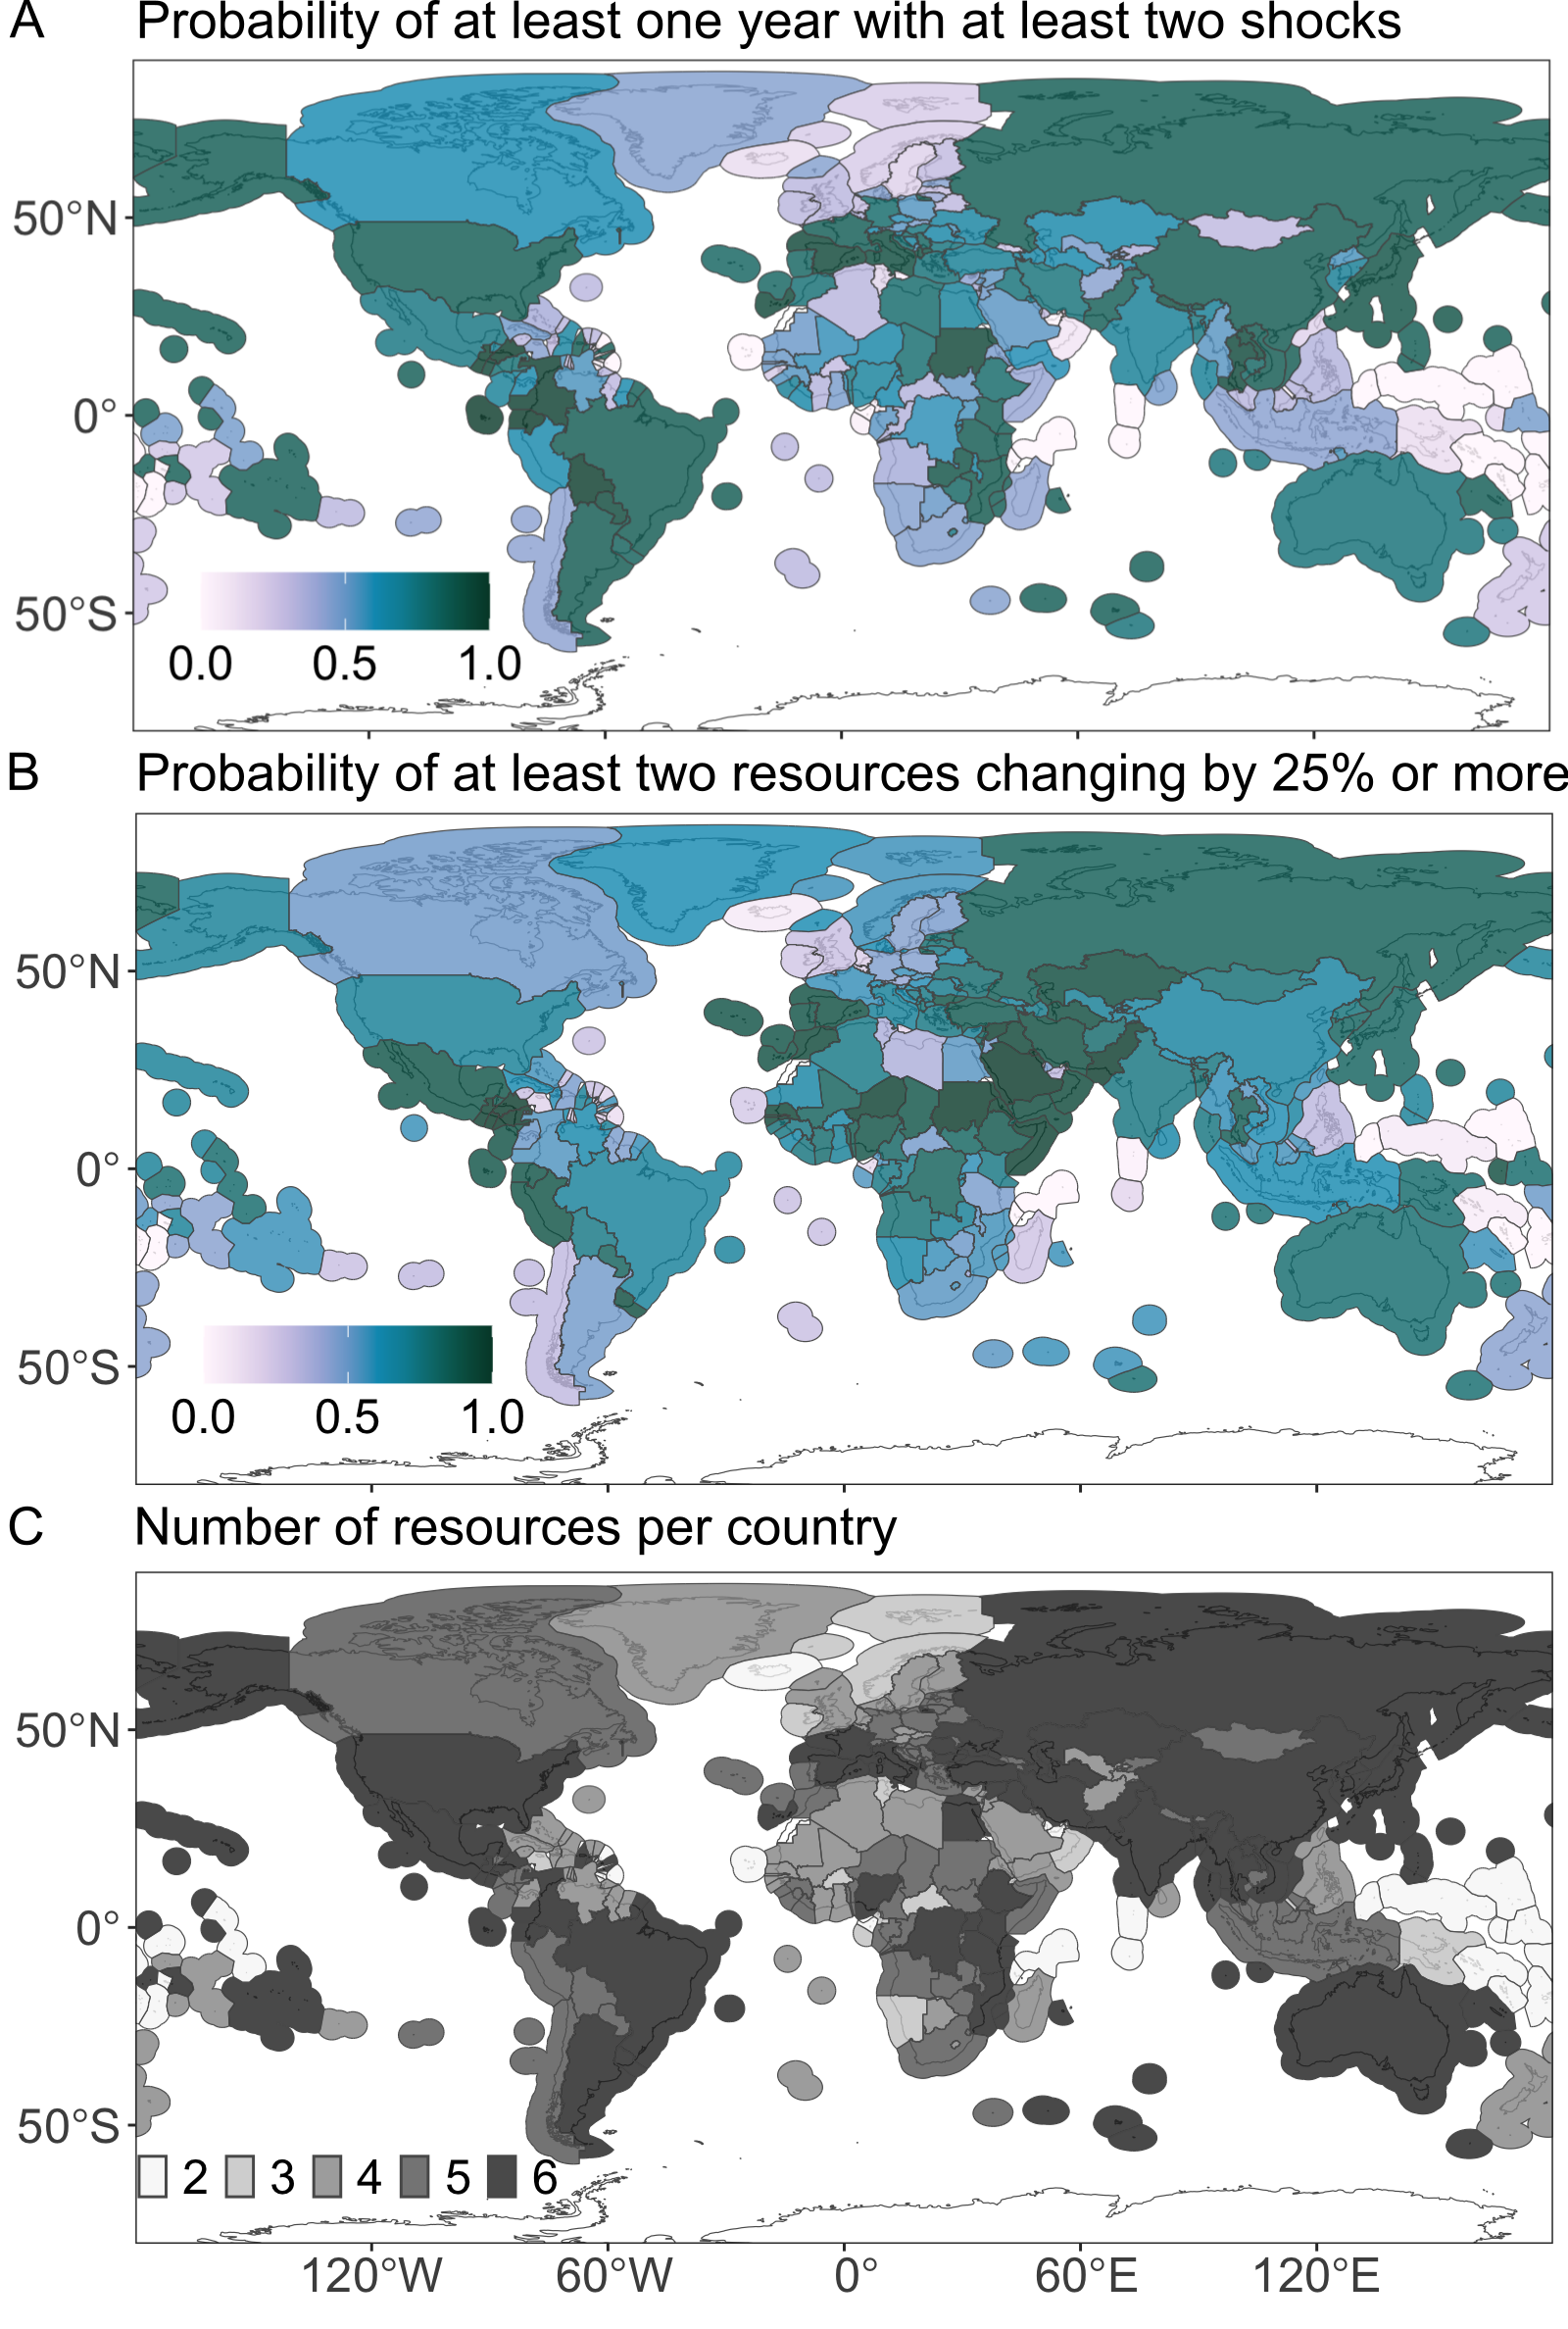 A Probability of at least one year with at least two shocks
50°N
0°
50°S
0.0 0.5 1.0
B Probability of at least two resources changing by 25% or more
50°N
0°
50°S
0.0 0.5 1.0
C Number of resources per country
50°N
0°
50°S
2 3 4 5 6
120°W 60°W 0° 60°E 120°E